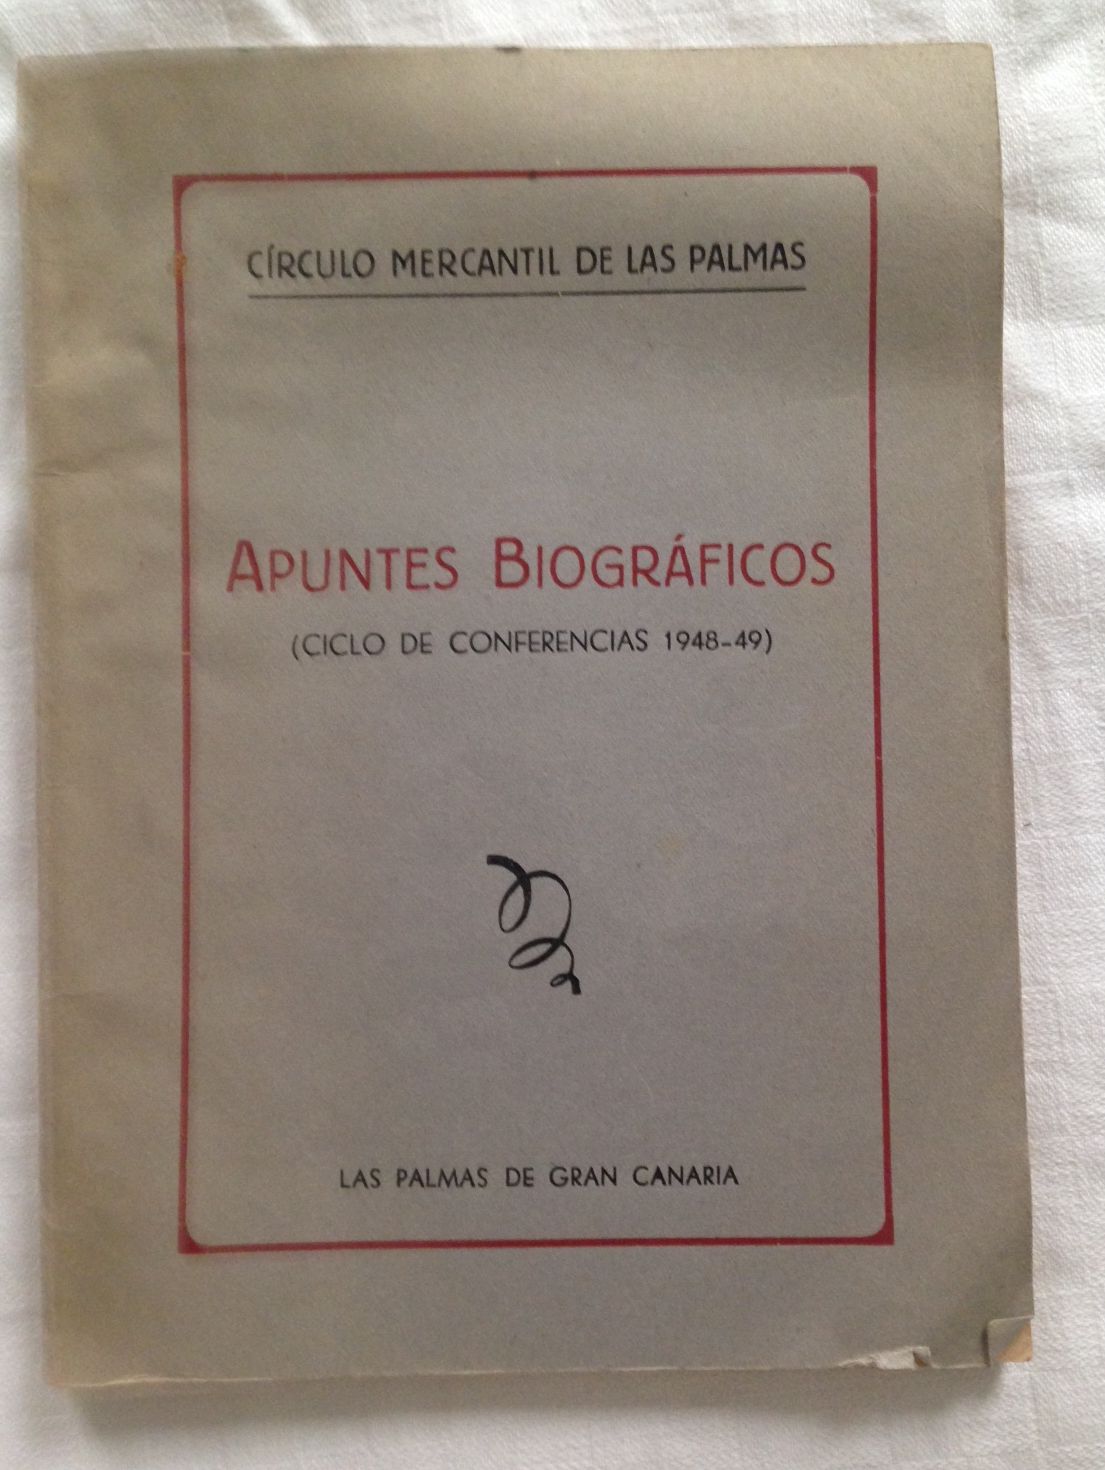 CÍRCULO MERCANTIL DE LAS PALMAS
APUNTES BIOGRÁFICOS
(CICLO DE CONFERENCIAS 1948-49)
LAS PALMAS DE GRAN CANARIA